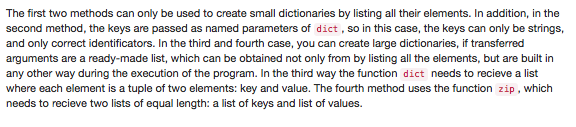 The first two methods can only be used to create small dictionaries by listing all their elements. In addition, in the
second method, the keys are passed as named parameters of dict , so in this case, the keys can only be strings,
and only correct identificators. In the third and fourth case, you can create large dictionaries, if transferred
arguments are a ready-made list, which can be obtained not only from by listing all the elements, but are built in
any other way during the execution of the program. In the third way the function dict needs to recieve a list
where each element is a tuple of two elements: key and value. The fourth method uses the function zip , which
needs to recieve two lists of equal length: a list of keys and list of values.